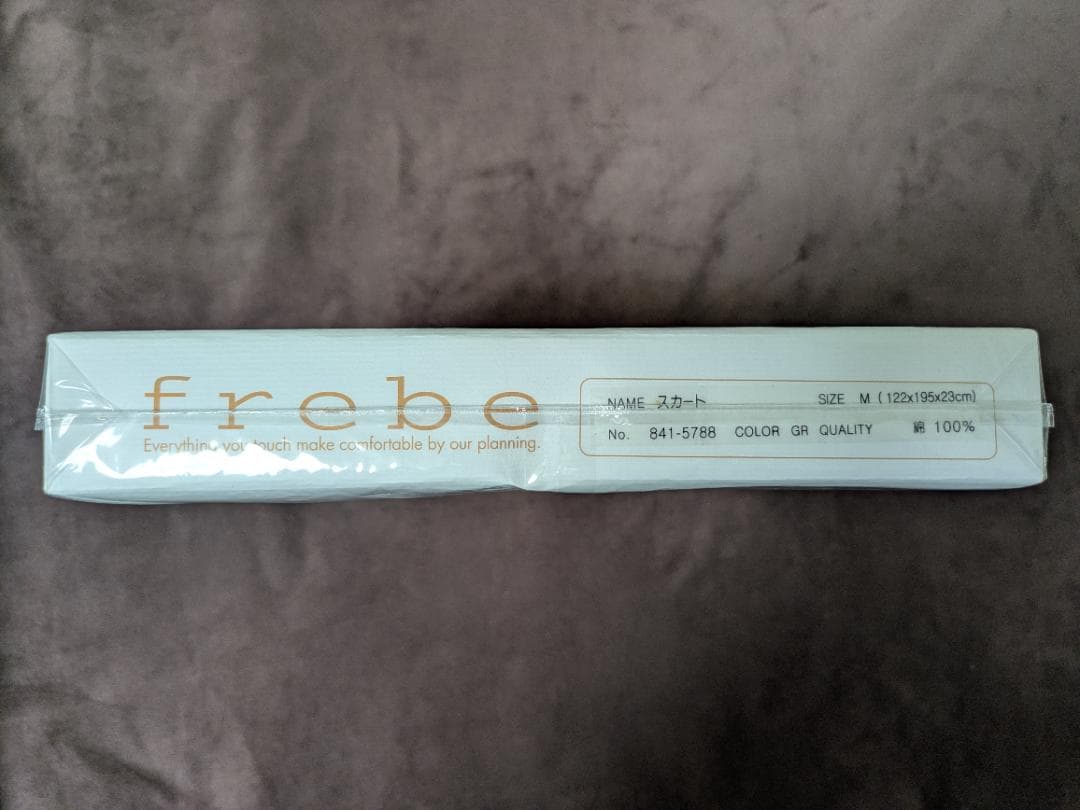 frebe
Everything you touch make comfortable by our planning.
NAME スカート SIZE M (122x195x23cm)
No. 841-5788 COLOR GR QUALITY 綿 100%